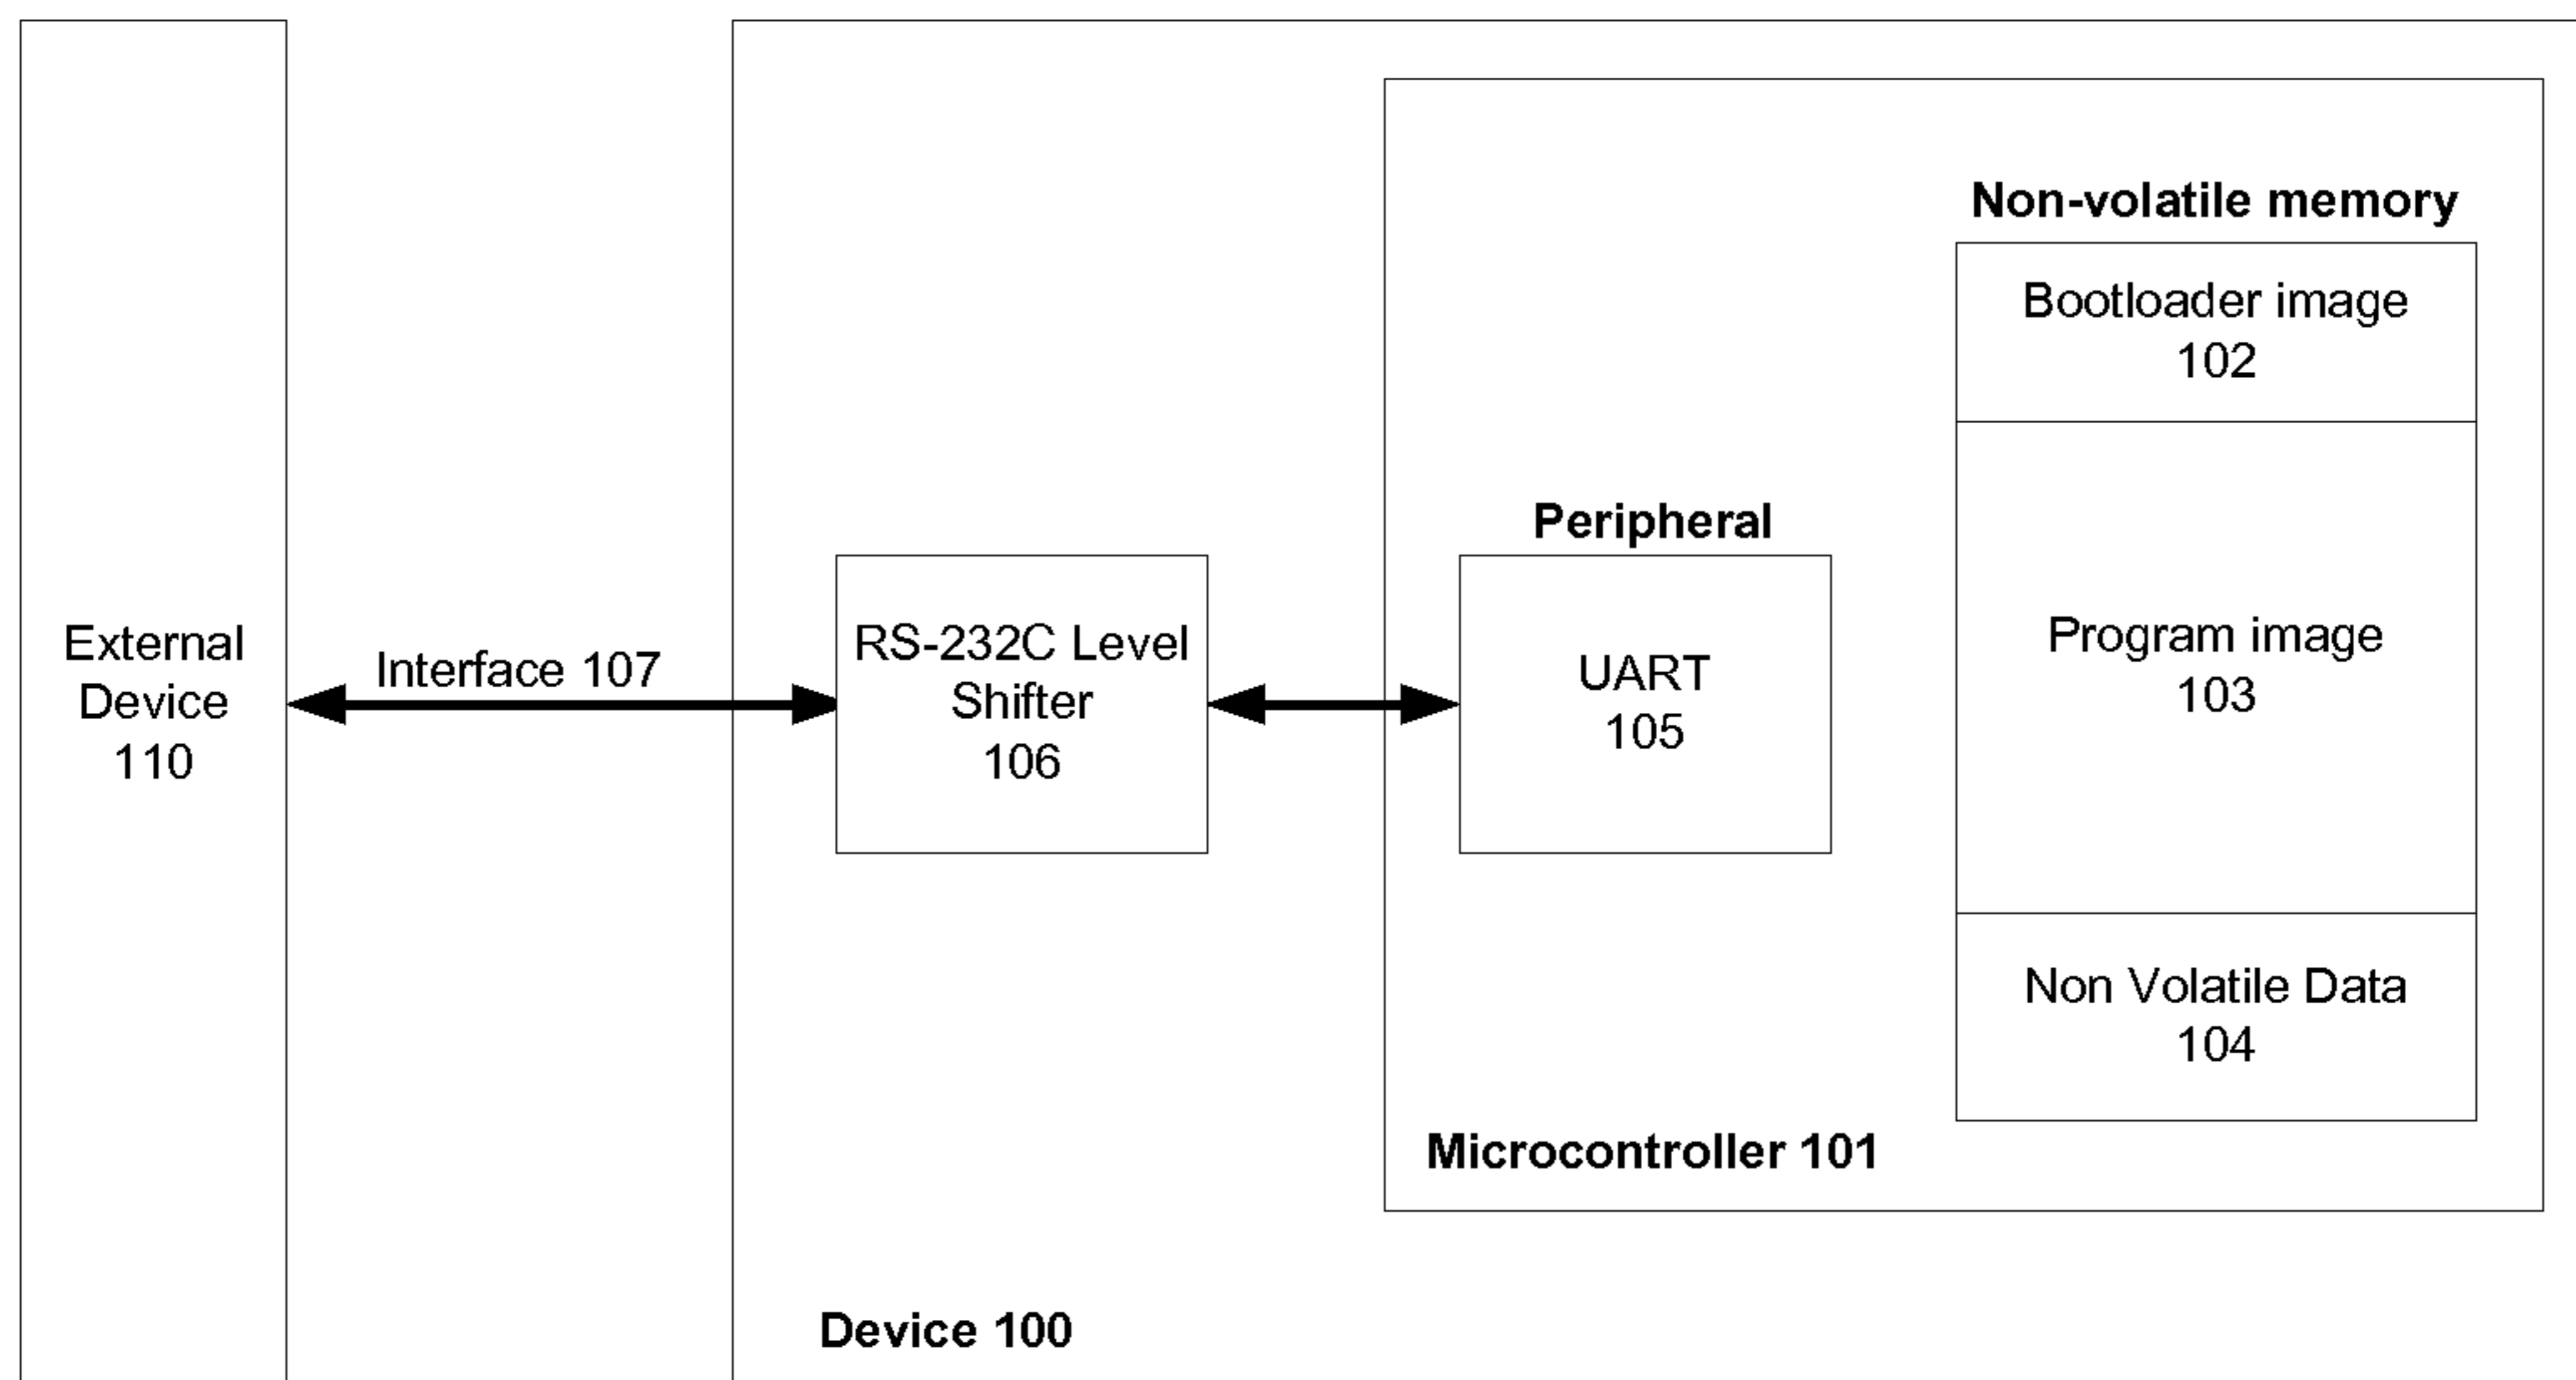 External
Device
110
Interface 107
RS-232C Level
Shifter
106
Peripheral
UART
105
Non-volatile memory
Bootloader image
102
Program image
103
Non Volatile Data
104
Microcontroller 101
Device 100